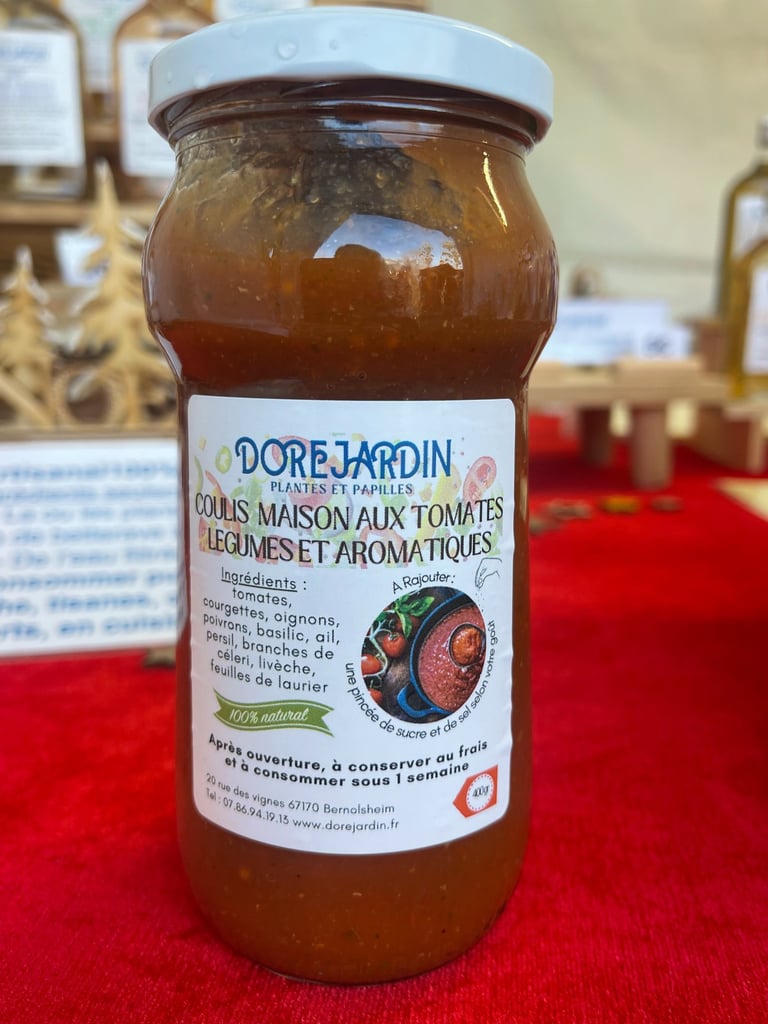 DOREJARDIN
PLANTES ET PAPILLES
COULIS MAISON AUX TOMATES
LEGUMES ET AROMATIQUES
Ingrédients :
tomates,
courgettes, oignons,
poivrons, basilic, ail,
persil, branches de
céleri, livèche,
feuilles de laurier
100% natural
A Rajouter :
une pincée de sucre et de sel selon votre goût
Après ouverture, à conserver au frais
et à consommer sous 1 semaine
400gr
20 rue des vignes 67170 Bernolsheim
Tel : 07.86.94.19.13 www.dorejardin.fr